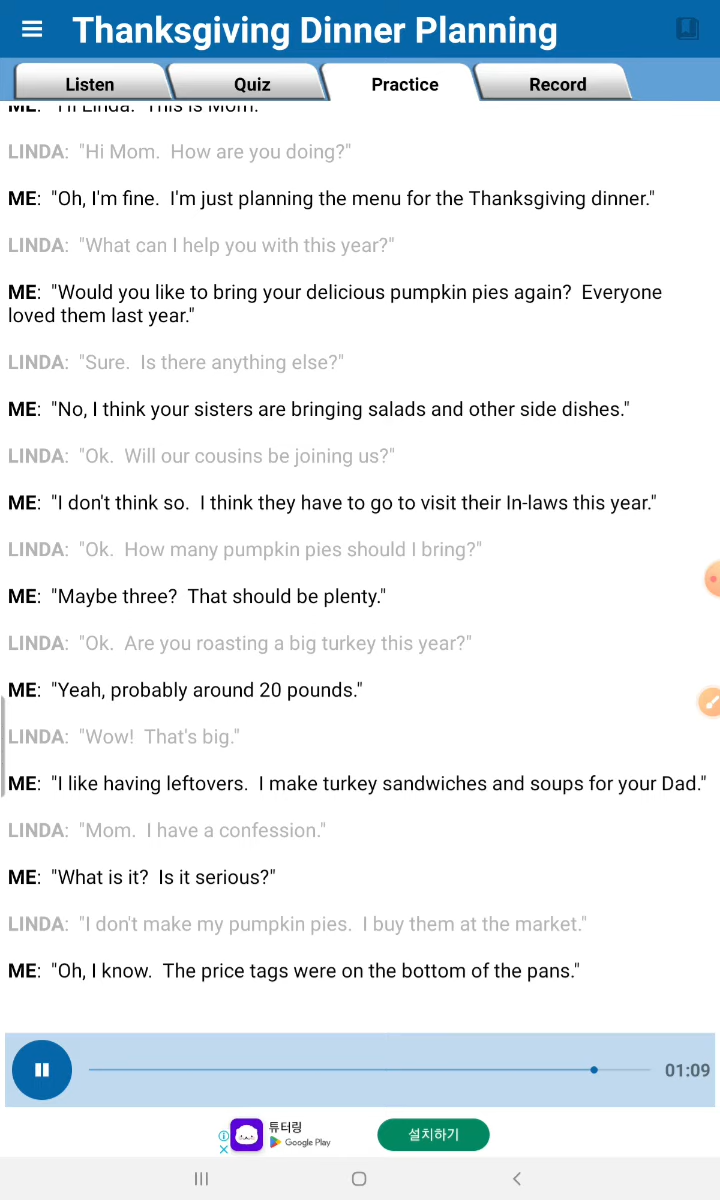 Thanksgiving Dinner Planning
Listen
Quiz
Practice
Record
ME: "Hi Linda. This is Mom."
LINDA: "Hi Mom. How are you doing?"
ME: "Oh, I'm fine. I'm just planning the menu for the Thanksgiving dinner."
LINDA: "What can I help you with this year?"
ME: "Would you like to bring your delicious pumpkin pies again? Everyone
loved them last year."
LINDA: "Sure. Is there anything else?"
ME: "No, I think your sisters are bringing salads and other side dishes."
LINDA: "Ok. Will our cousins be joining us?"
ME: "I don't think so. I think they have to go to visit their In-laws this year."
LINDA: "Ok. How many pumpkin pies should I bring?"
ME: "Maybe three? That should be plenty."
LINDA: "Ok. Are you roasting a big turkey this year?"
ME: "Yeah, probably around 20 pounds."
LINDA: "Wow! That's big."
ME: "I like having leftovers. I make turkey sandwiches and soups for your Dad."
LINDA: "Mom. I have a confession."
ME: "What is it? Is it serious?"
LINDA: "I don't make my pumpkin pies. I buy them at the market."
ME: "Oh, I know. The price tags were on the bottom of the pans."
01:09
튜터링
Google Play
설치하기